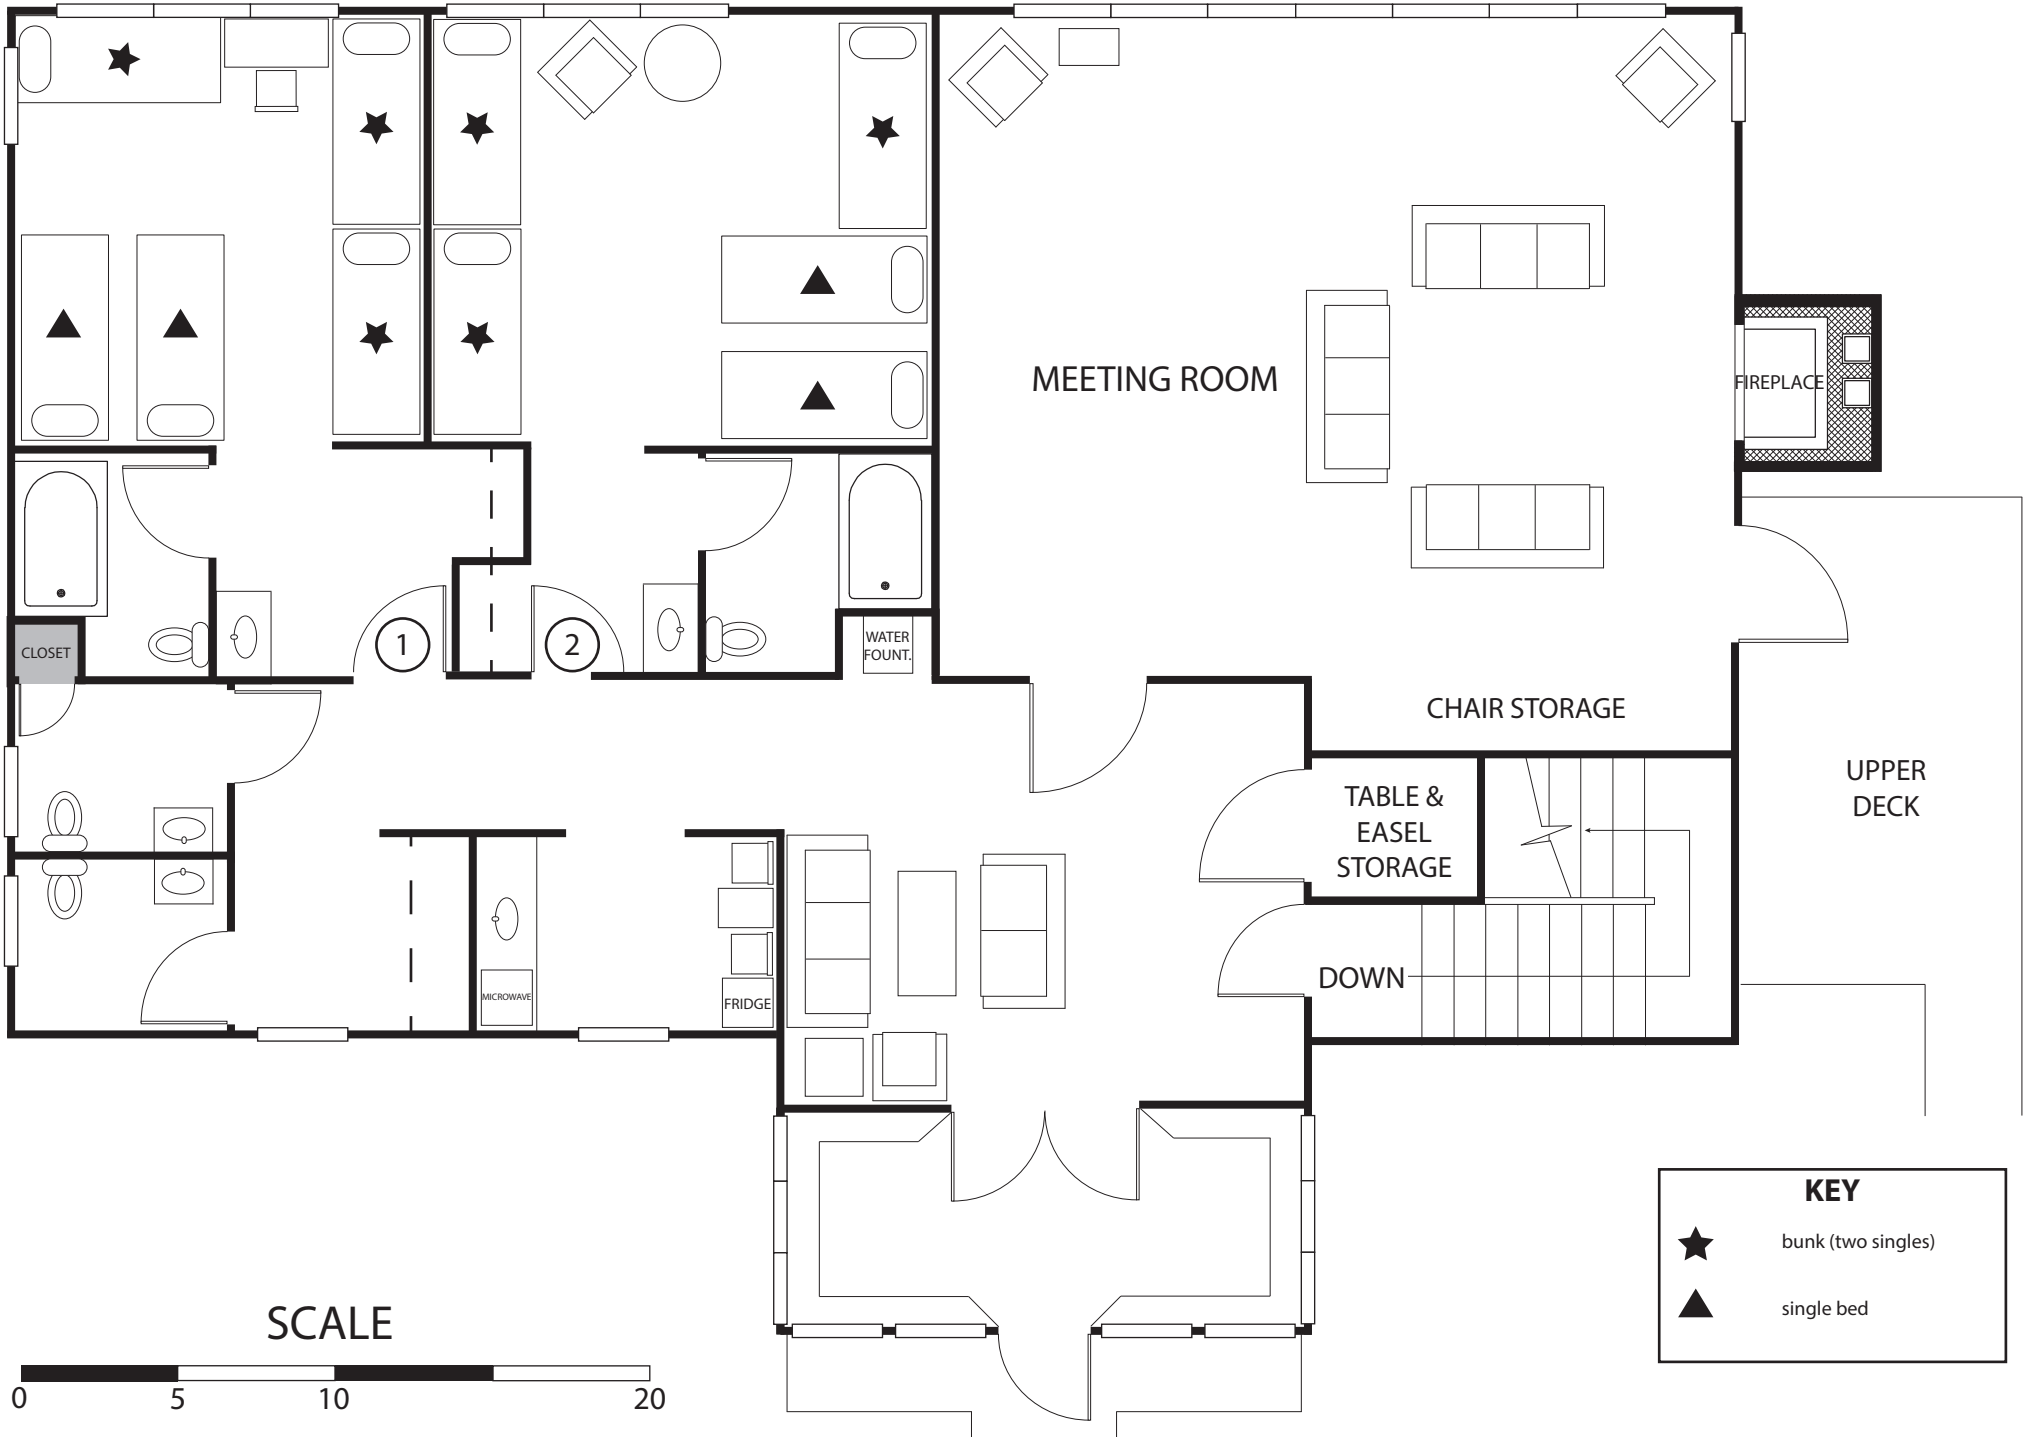 MEETING ROOM
FIREPLACE
1
2
WATER
FOUNT.
CLOSET
CHAIR STORAGE
UPPER
DECK
TABLE &
EASEL
STORAGE
DOWN
MICROWAVE
FRIDGE
KEY
bunk (two singles)
single bed
SCALE
0 5 10 20